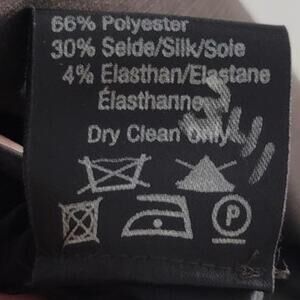 66% Polyester
30% Seide/Silk/Soie
4% Elasthan/Elastane
Élasthanne
Dry Clean Only
P